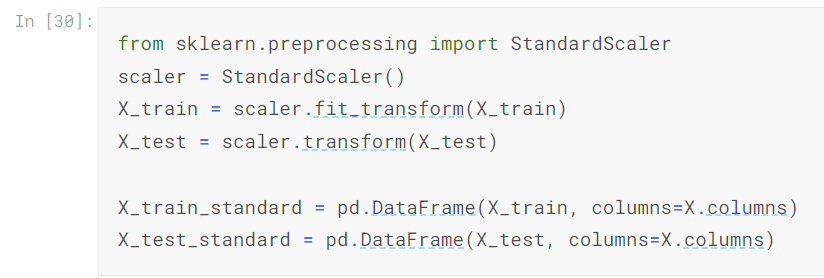 In [30]:
from sklearn.preprocessing import StandardScaler
scaler = StandardScaler()
X_train = scaler.fit_transform(X_train)
X_test = scaler.transform(X_test)
X_train_standard = pd.DataFrame(X_train, columns=X.columns)
X_test_standard = pd.DataFrame(X_test, columns=X.columns)